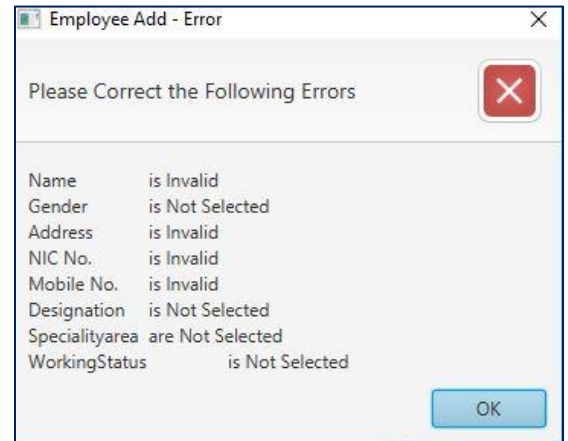 Employee Add - Error
Please Correct the Following Errors
Name is Invalid
Gender is Not Selected
Address is Invalid
NIC No. is Invalid
Mobile No. is Invalid
Designation is Not Selected
Specialityarea are Not Selected
WorkingStatus is Not Selected
OK